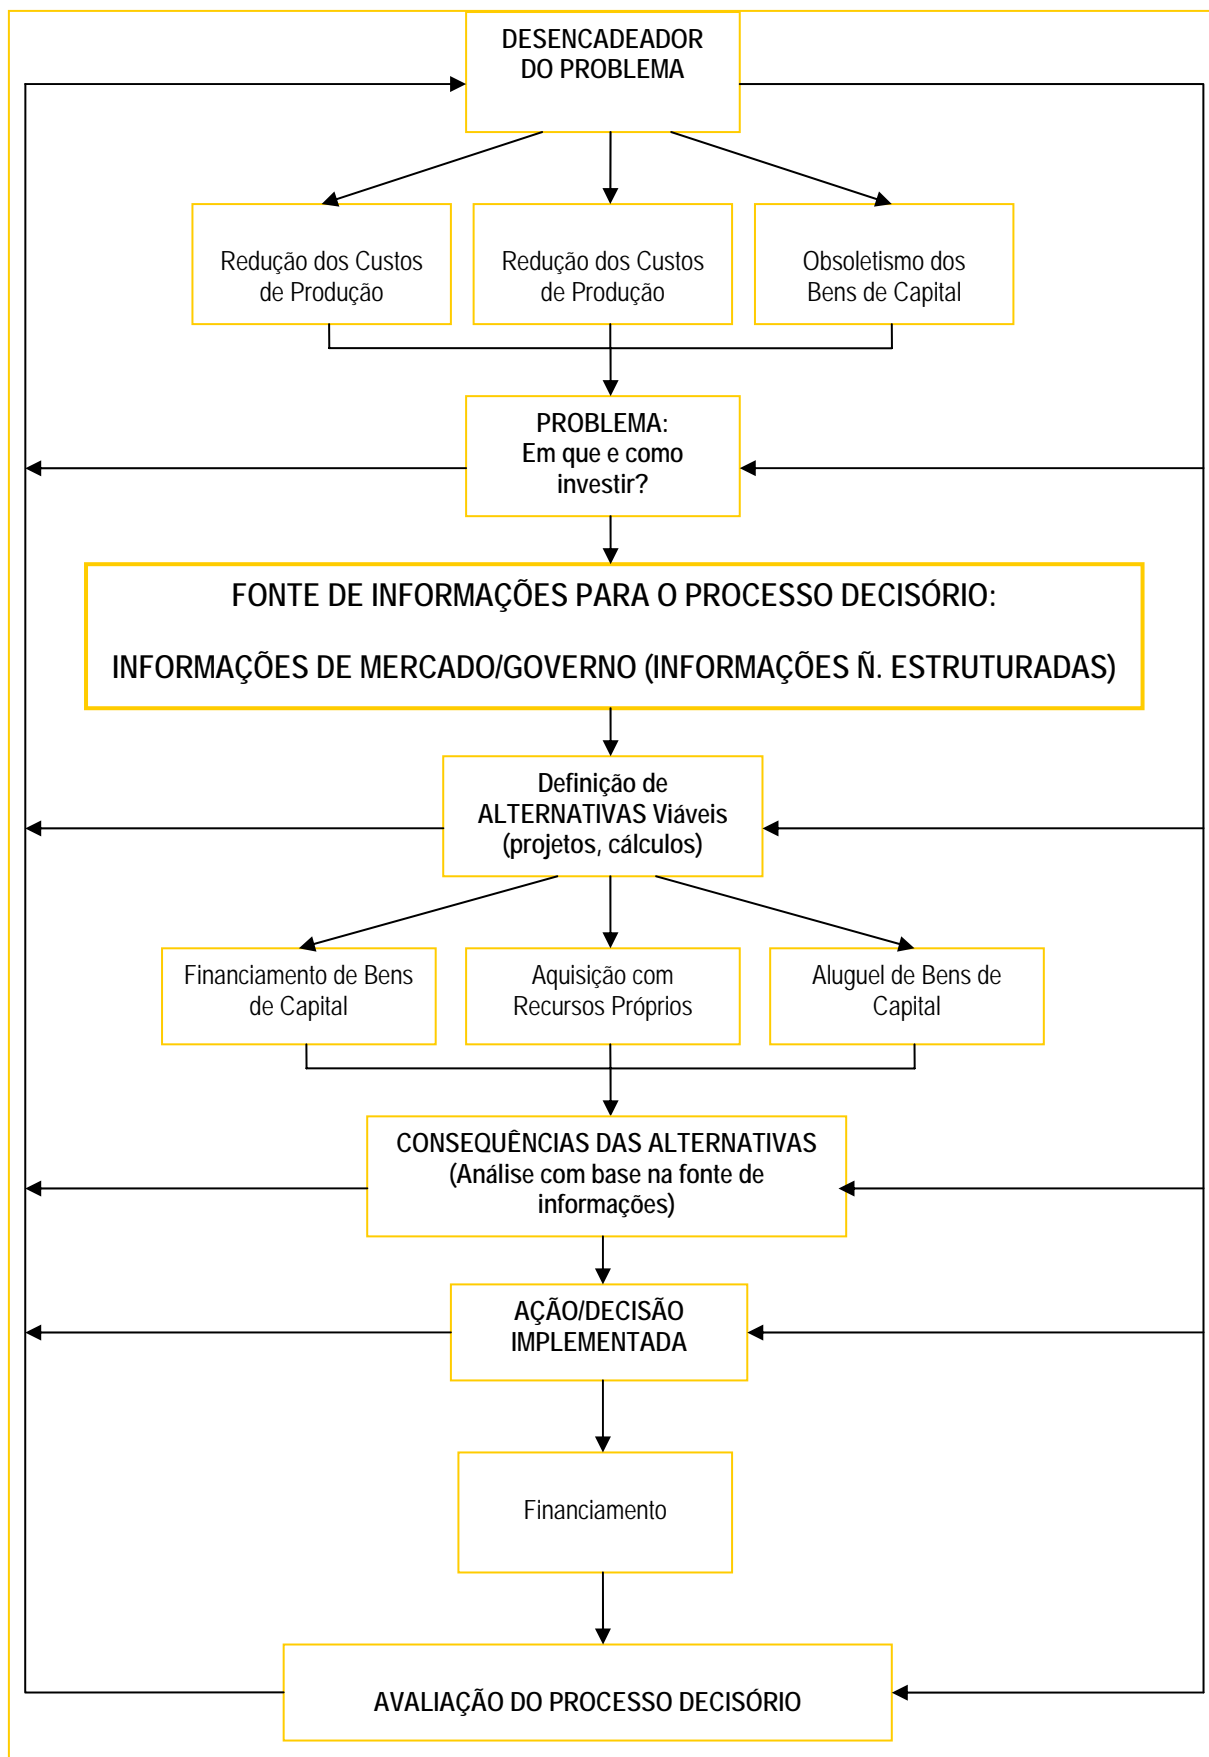 DESENCADEADOR
DO PROBLEMA
Redução dos Custos
de Produção
Redução dos Custos
de Produção
Obsoletismo dos
Bens de Capital
PROBLEMA:
Em que e como
investir?
FONTE DE INFORMAÇÕES PARA O PROCESSO DECISÓRIO:
INFORMAÇÕES DE MERCADO/GOVERNO (INFORMAÇÕES Ñ. ESTRUTURADAS)
Definição de
ALTERNATIVAS Viáveis
(projetos, cálculos)
Financiamento de Bens
de Capital
Aquisição com
Recursos Próprios
Aluguel de Bens de
Capital
CONSEQUÊNCIAS DAS ALTERNATIVAS
(Análise com base na fonte de
informações)
AÇÃO/DECISÃO
IMPLEMENTADA
Financiamento
AVALIAÇÃO DO PROCESSO DECISÓRIO